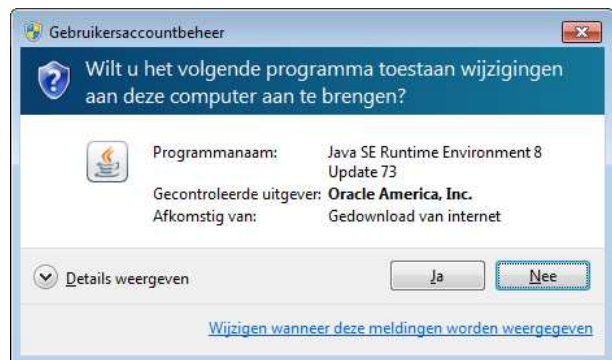 Gebruikersaccountbeheer
Wilt u het volgende programma toestaan wijzigingen
aan deze computer aan te brengen?
Programmanaam: Java SE Runtime Environment 8
Update 73
Gecontroleerde uitgever: Oracle America, Inc.
Afkomstig van: Gedownload van internet
Details weergeven Ja Nee
Wijzigen wanneer deze meldingen worden weergegeven